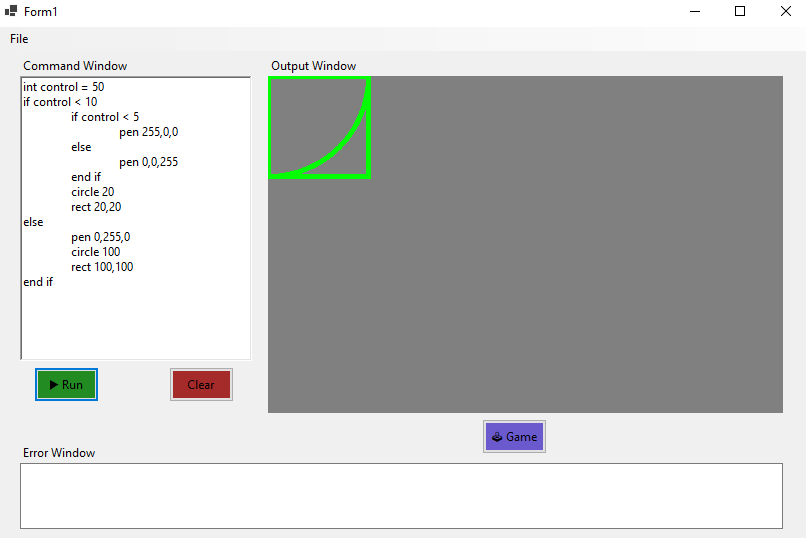 Form1
File
Command Window
Output Window
int control = 50
if control < 10
if control < 5
pen 255,0,0
else
pen 0,0,255
end if
circle 20
rect 20,20
else
pen 0,255,0
circle 100
rect 100,100
end if
Run
Clear
Game
Error Window